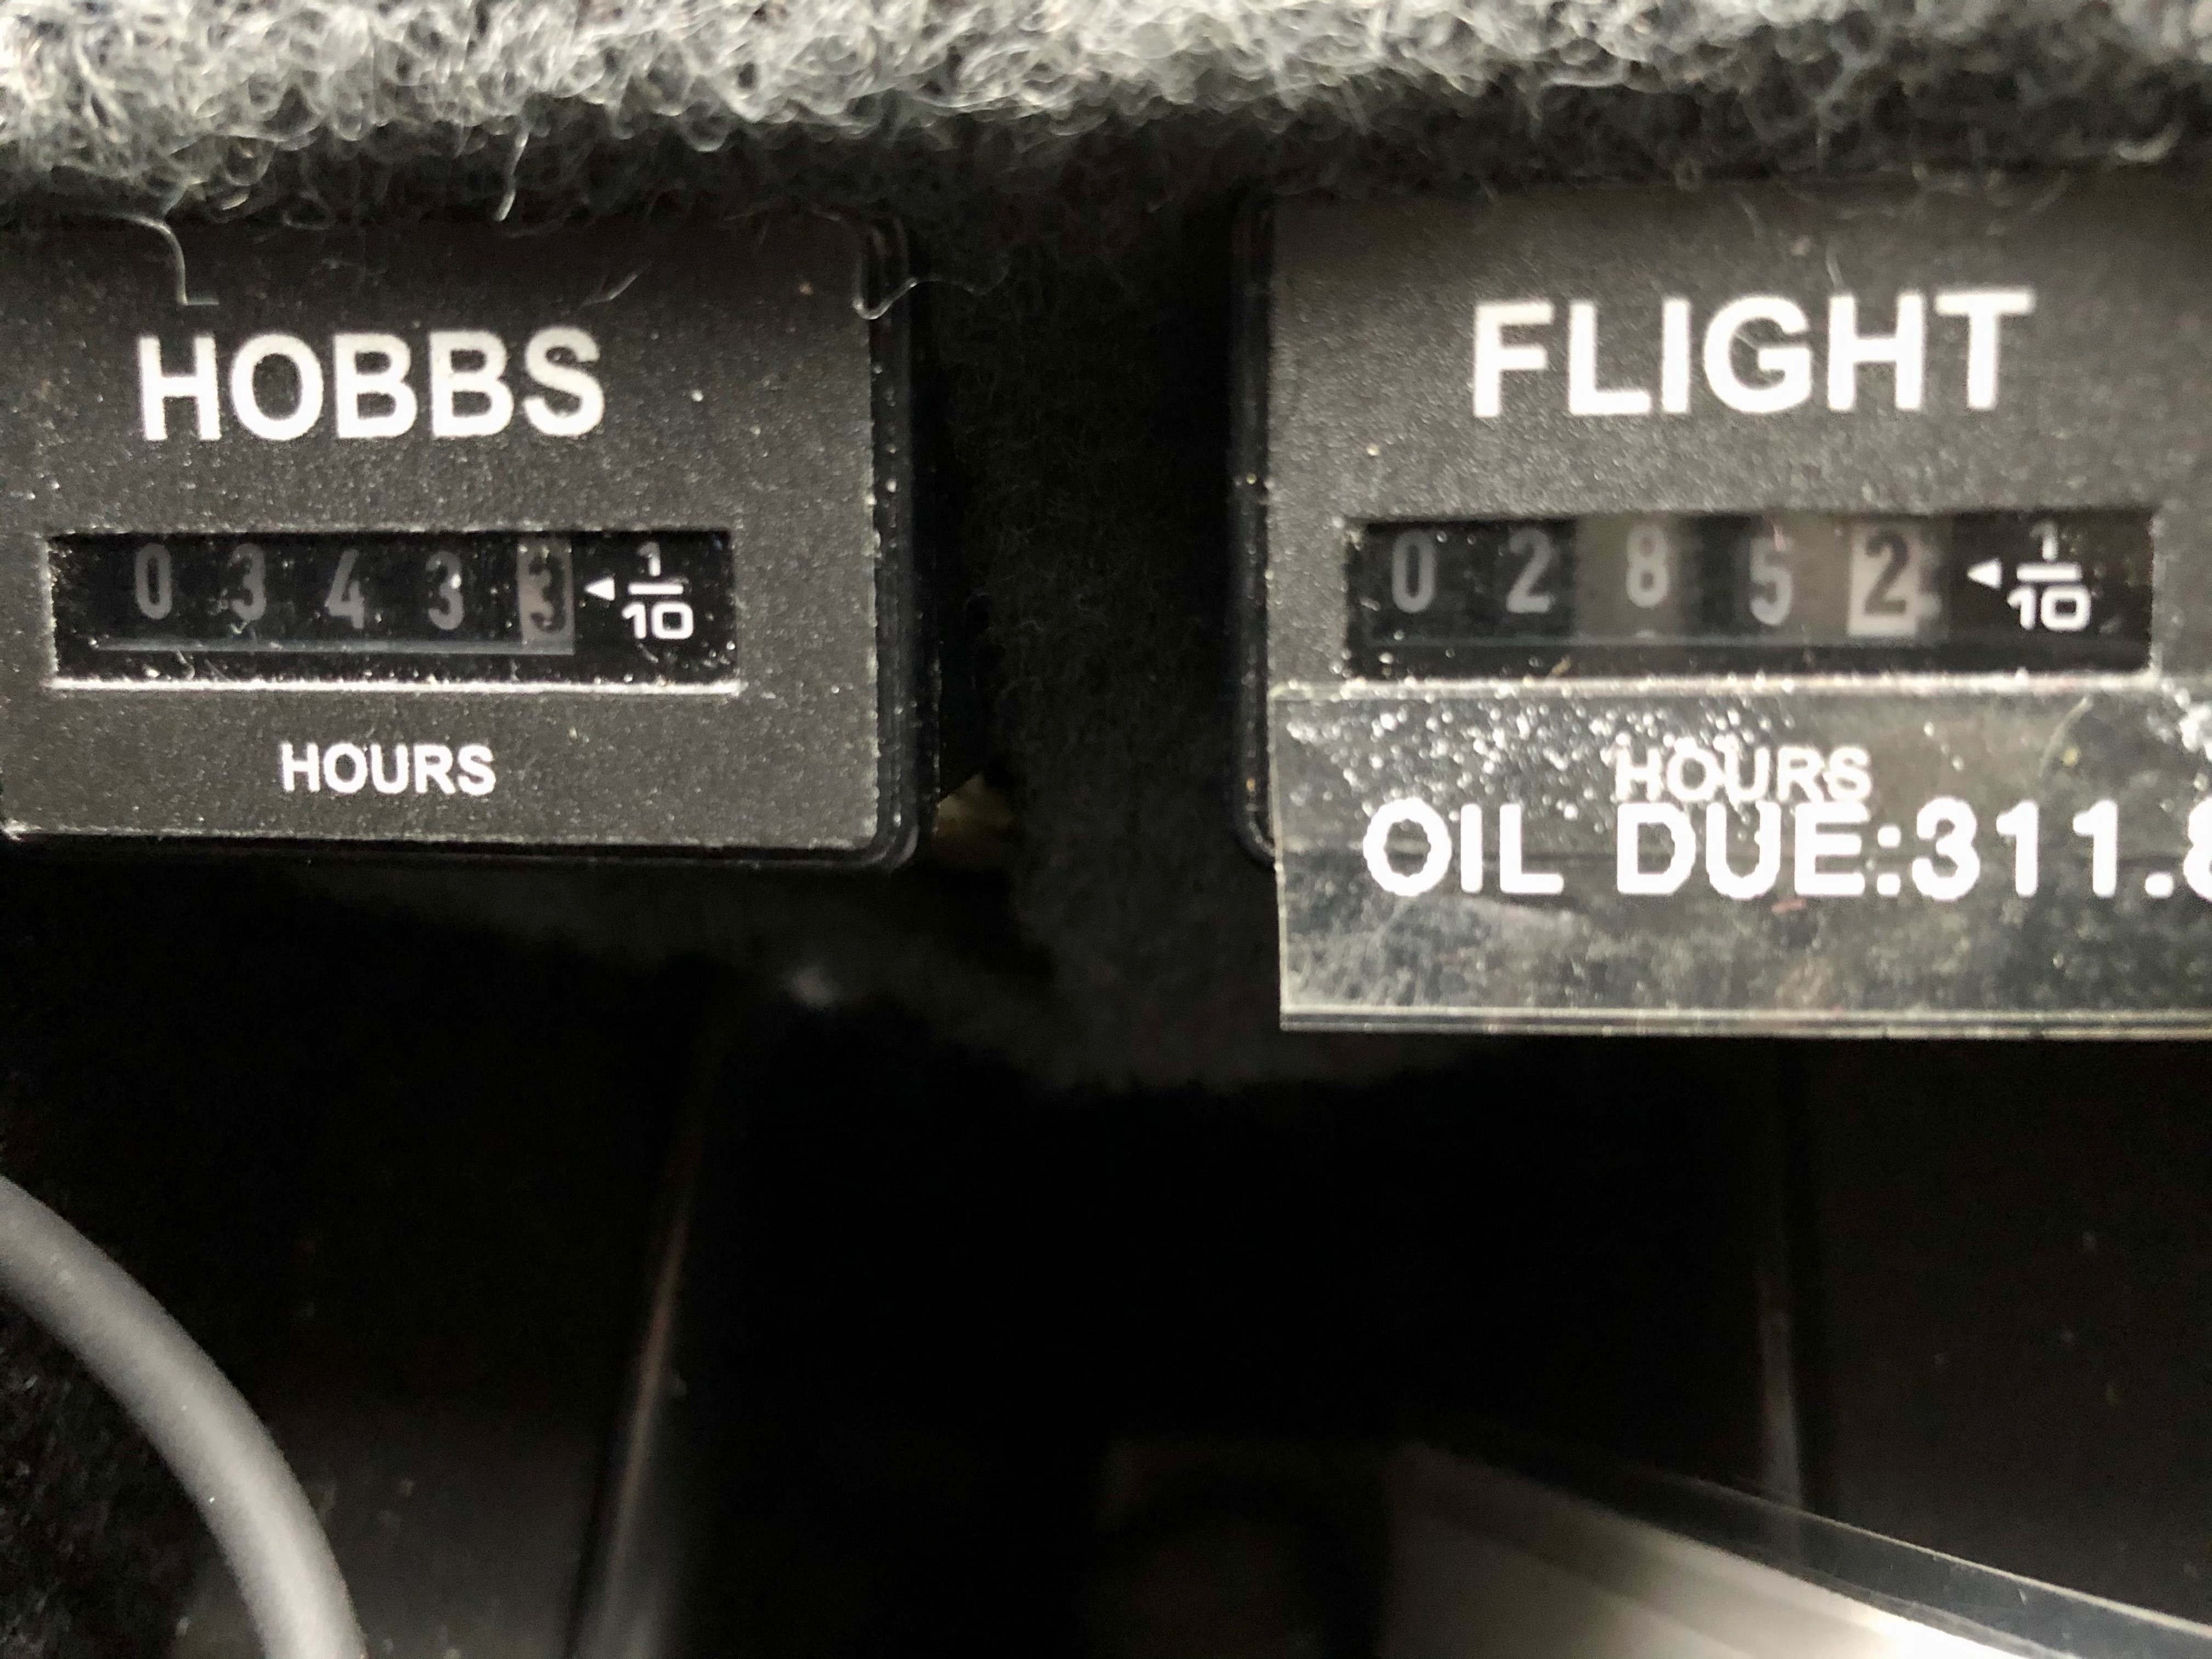 HOBBS
0 3 4 3 3 ◄ 1/10
HOURS
FLIGHT
0 2 8 5 2 ◄ 1/10
HOURS
OIL DUE:311.8